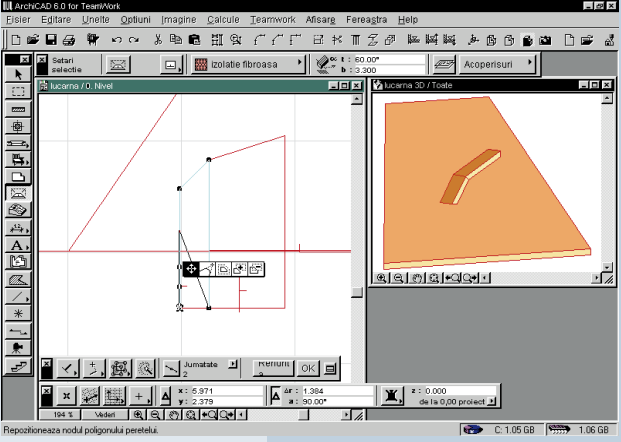 ArchiCAD 6.0 for TeamWork
Fisier Editare Unelte Optiuni Imagine Calcule Teamwork Afisare Fereastra Help
Setari
selectie
izolatie fibroasa
t : 60.00°
b : 3.300
Acoperisuri
lucarna / 0. Nivel
lucarna 3D / Toate
Jumatate
2
OK
x : 5.971
y : 2.379
Δr : 1.384
a : 90.00°
z : 0.000
de la 0,00 proiect
194 %
Vederi
Repozitioneaza nodul poligonului peretelui.
C: 1.05 GB
1.06 GB